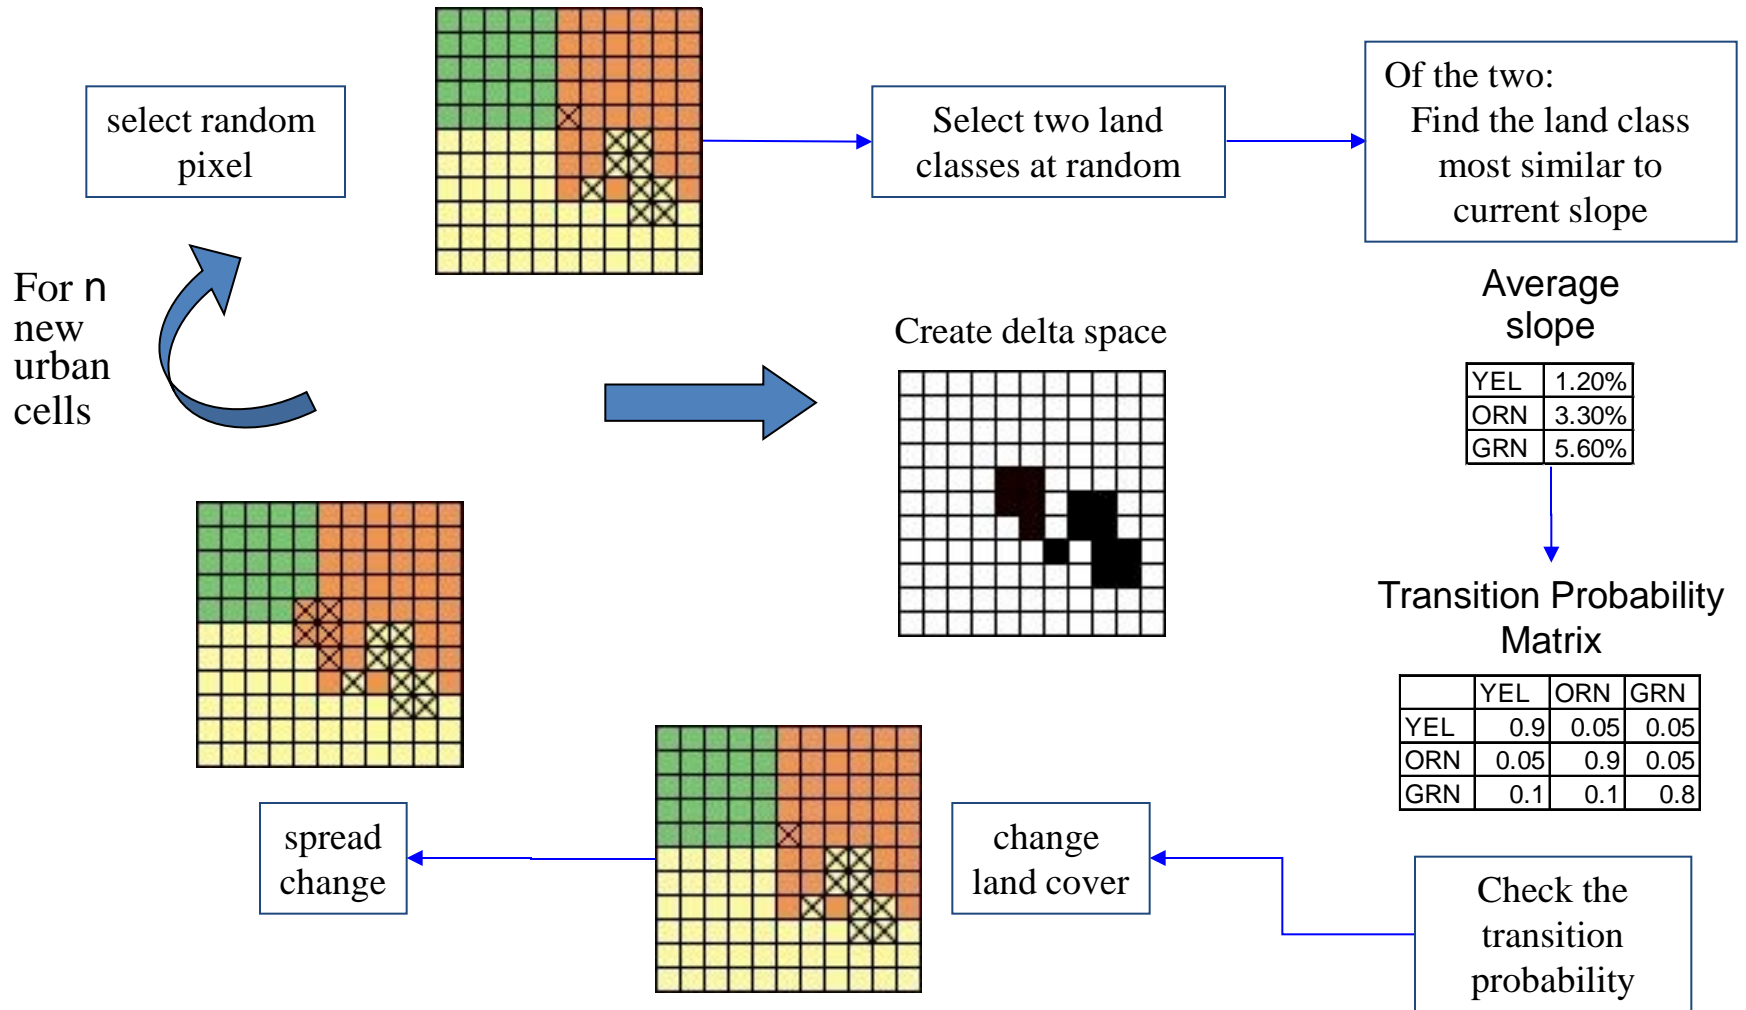 select random
pixel
Select two land
classes at random
Of the two:
Find the land class
most similar to
current slope
For n
new
urban
cells
Create delta space
Average
slope
YEL 1.20%
ORN 3.30%
GRN 5.60%
Transition Probability
Matrix
YEL ORN GRN
YEL 0.9 0.05 0.05
ORN 0.05 0.9 0.05
GRN 0.1 0.1 0.8
spread
change
change
land cover
Check the
transition
probability